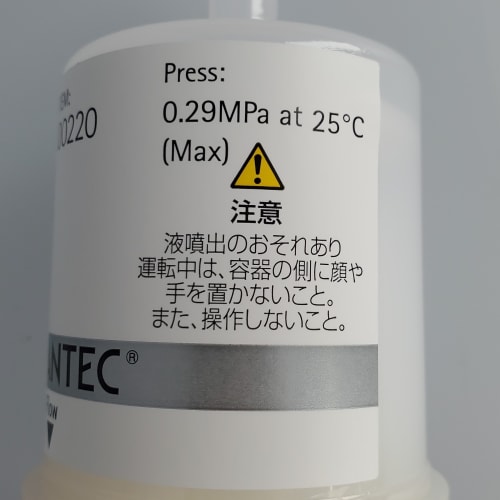 Press:
0.29MPa at 25°C
(Max)
注意
液噴出のおそれあり
運転中は、容器の側に顔や
手を置かないこと。
また、操作しないこと。
00220
NTEC®